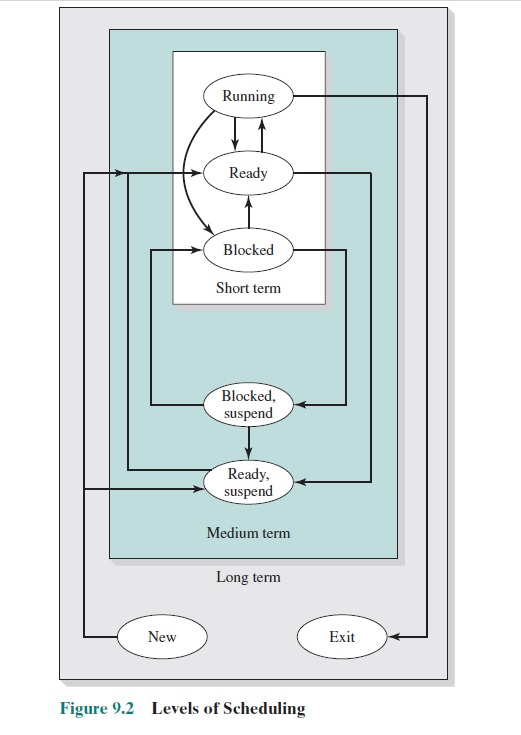 Running
Ready
Blocked
Short term
Blocked,
suspend
Ready,
suspend
Medium term
Long term
New
Exit
Figure 9.2 Levels of Scheduling